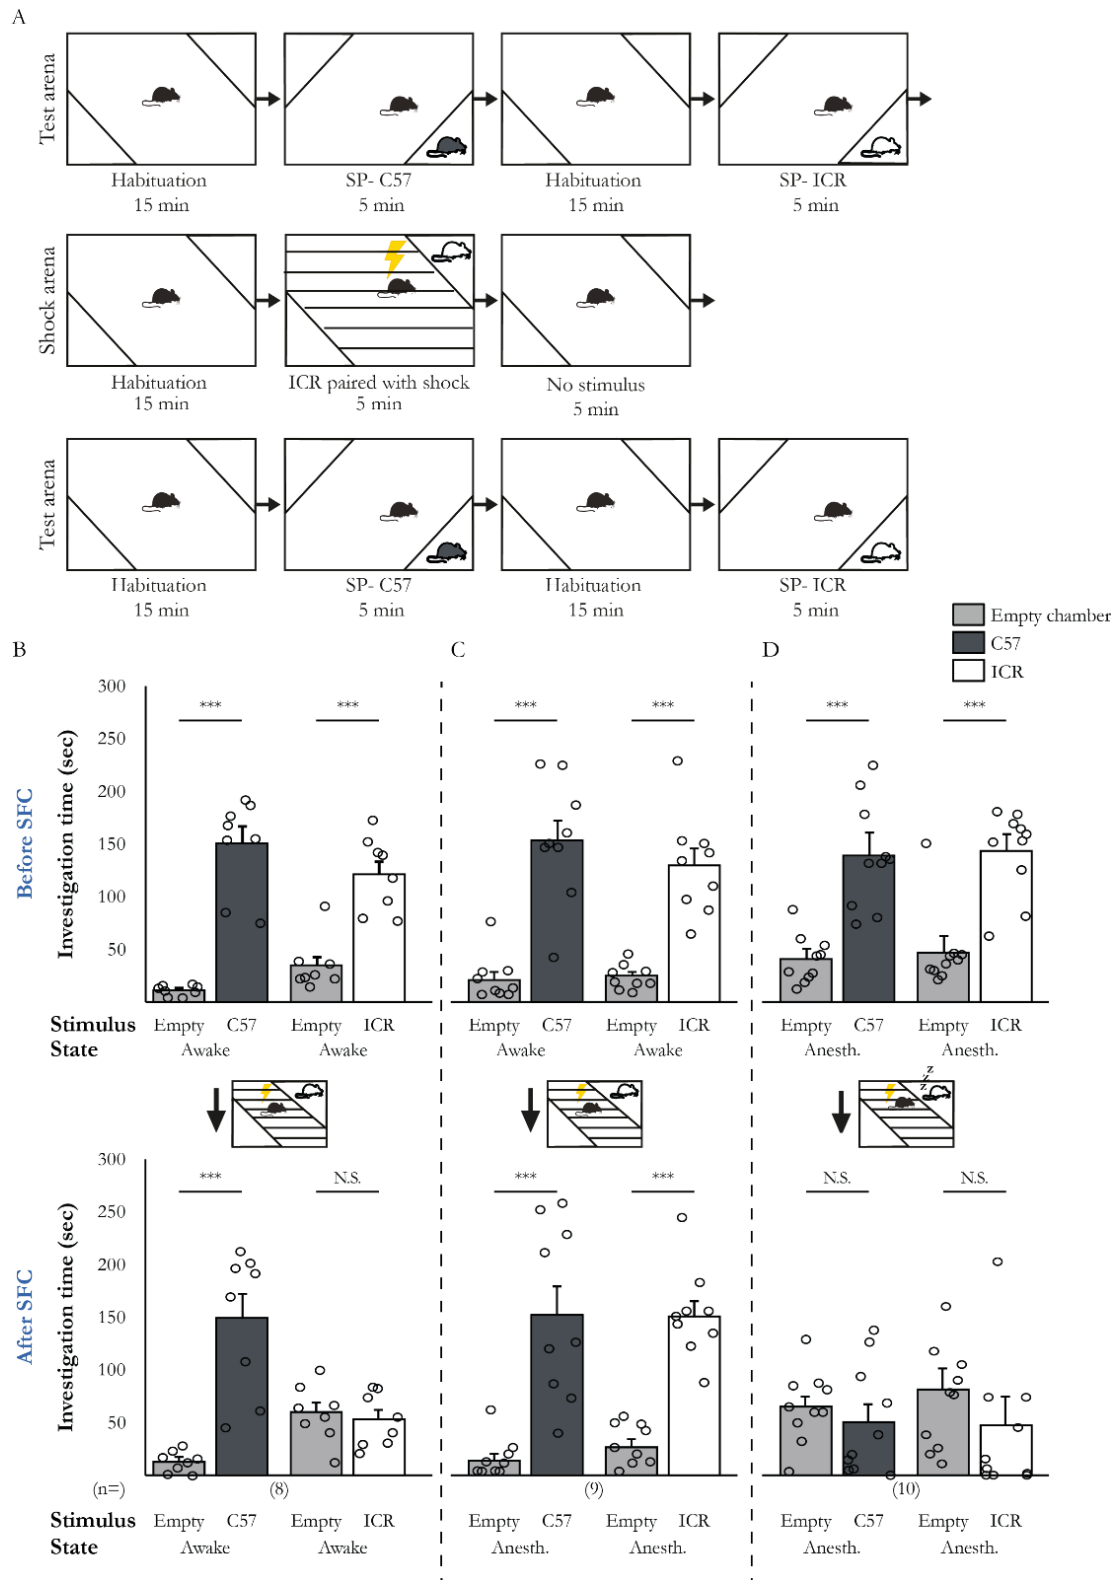 A
Test arena
Habituation
15 min
SP- C57
5 min
Habituation
15 min
SP- ICR
5 min
Shock arena
Habituation
15 min
ICR paired with shock
5 min
No stimulus
5 min
Test arena
Habituation
15 min
SP- C57
5 min
Habituation
15 min
SP- ICR
5 min
Empty chamber
C57
ICR
B
C
D
Before SFC
Investigation time (sec)
300
250
200
150
100
50
*** *** *** *** *** ***
Stimulus Empty C57 Empty ICR Empty C57 Empty ICR Empty C57 Empty ICR
State Awake Awake Awake Awake Anesth. Anesth.
z
z
z
After SFC
Investigation time (sec)
300
250
200
150
100
50
*** N.S. *** *** N.S. N.S.
(n=) (8) (9) (10)
Stimulus Empty C57 Empty ICR Empty C57 Empty ICR Empty C57 Empty ICR
State Awake Awake Anesth. Anesth. Anesth. Anesth.